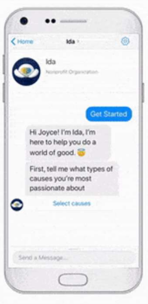 Home
Ida
Ida
Nonprofit Organization
Get Started
Hi Joyce! I'm Ida, I'm
here to help you do a
world of good. 😇
First, tell me what types of
causes you're most
passionate about
Select causes
Send a Message...